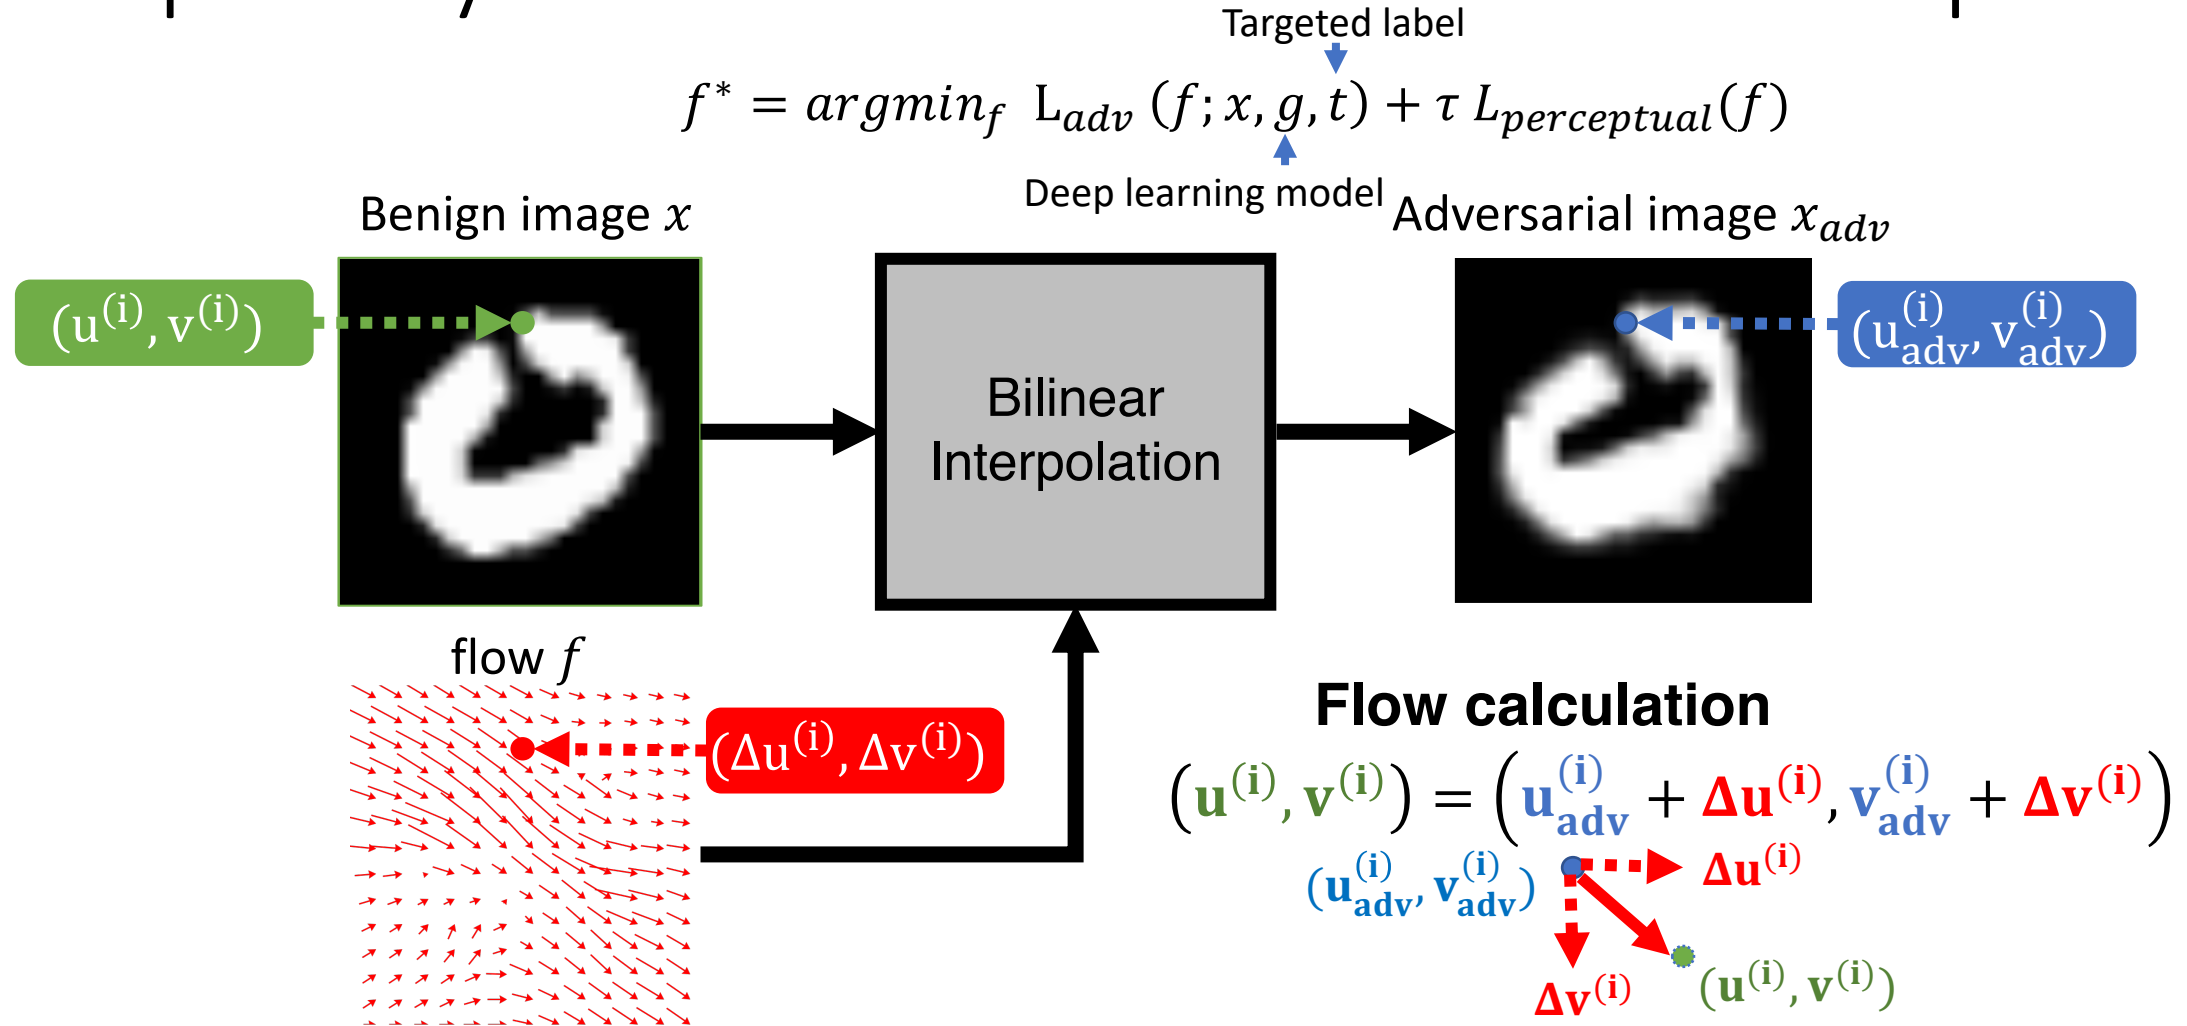 Targeted label
f* = argmin_f L_adv (f; x, g, t) + τ L_perceptual(f)
Deep learning model
Benign image x
Adversarial image x_adv
(u^(i), v^(i))
(u_adv^(i), v_adv^(i))
Bilinear
Interpolation
flow f
(Δu^(i), Δv^(i))
Flow calculation
(u^(i), v^(i)) = (u_adv^(i) + Δu^(i), v_adv^(i) + Δv^(i))
(u_adv^(i), v_adv^(i))
Δu^(i)
Δv^(i)
(u^(i), v^(i))